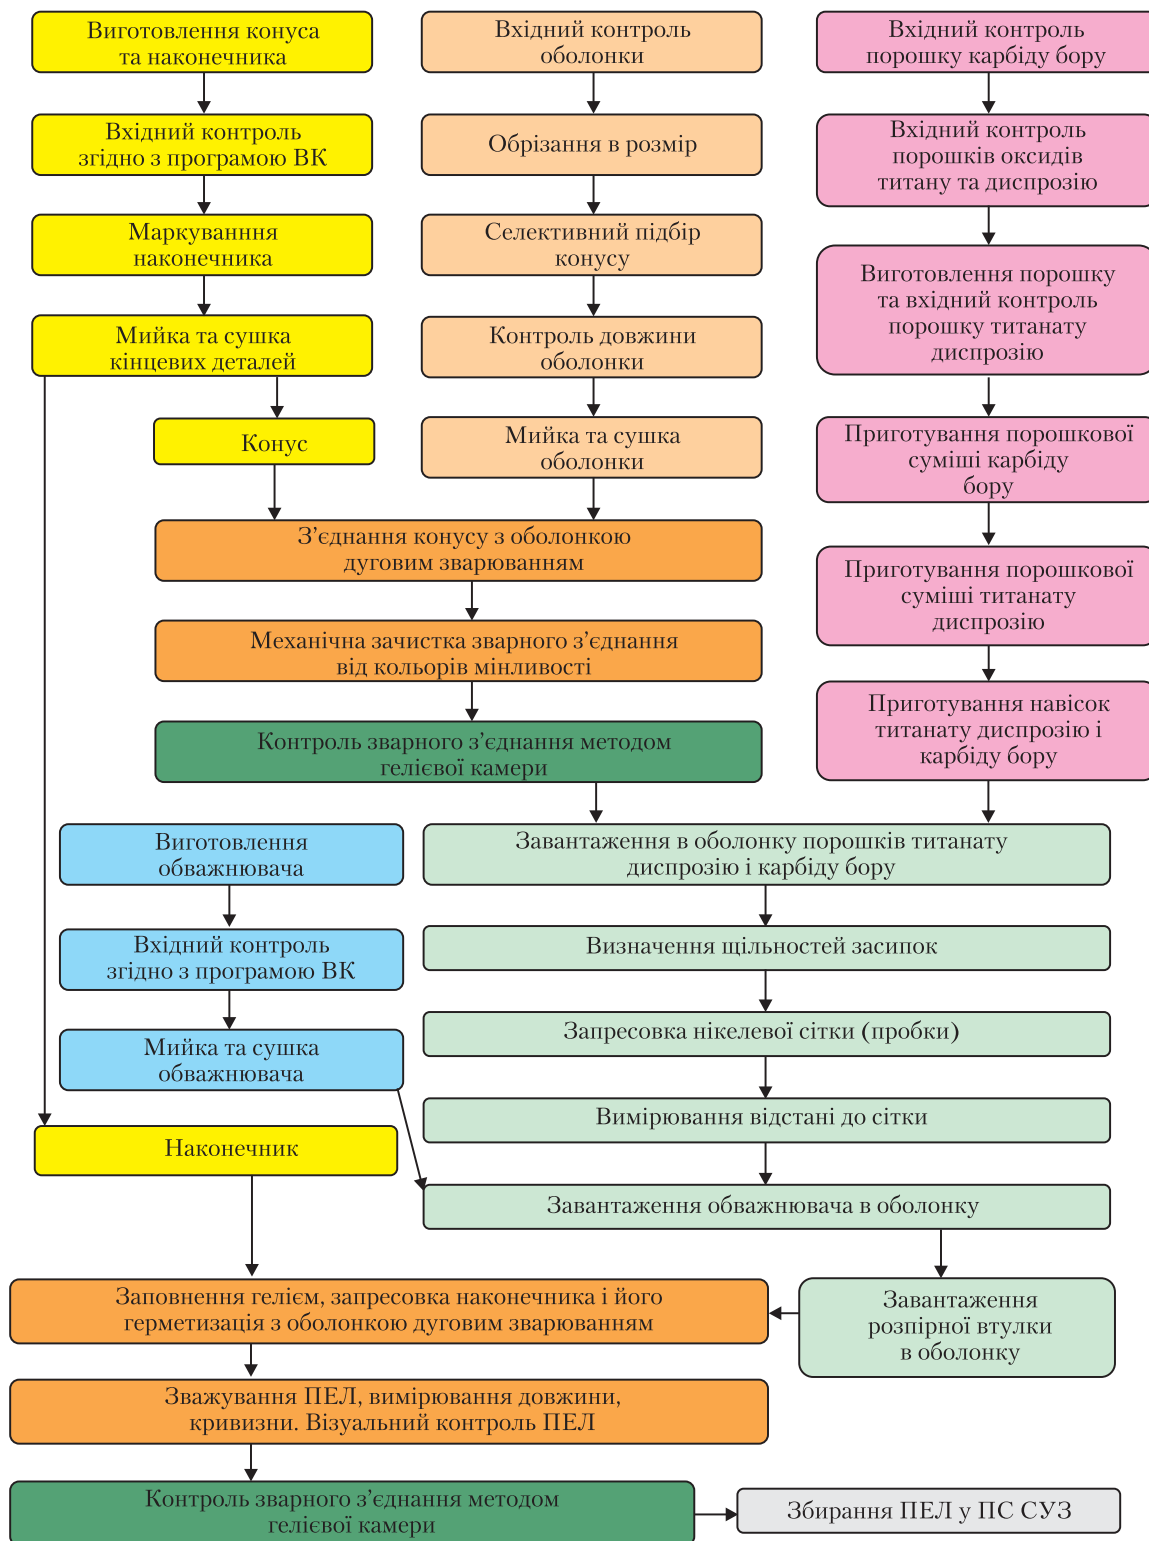 Виготовлення конуса
та наконечника
Вхідний контроль
згідно з програмою ВК
Маркуванння
наконечника
Мийка та сушка
кінцевих деталей
Конус
Вхідний контроль
оболонки
Обрізання в розмір
Селективний підбір
конусу
Контроль довжини
оболонки
Мийка та сушка
оболонки
Вхідний контроль
порошку карбіду бору
Вхідний контроль
порошків оксидів
титану та диспрозію
Виготовлення порошку
та вхідний контроль
порошку титанату
диспрозію
Приготування порошкової
суміші карбіду
бору
Приготування порошкової
суміші титанату
диспрозію
Приготування навісок
титанату диспрозію і
карбіду бору
З’єднання конусу з оболонкою
дуговим зварюванням
Механічна зачистка зварного з’єднання
від кольорів мінливості
Контроль зварного з’єднання методом
гелієвої камери
Виготовлення
обважнювача
Вхідний контроль
згідно з програмою ВК
Мийка та сушка
обважнювача
Наконечник
Завантаження в оболонку порошків титанату
диспрозію і карбіду бору
Визначення щільностей засипок
Запресовка нікелевої сітки (пробки)
Вимірювання відстані до сітки
Завантаження обважнювача в оболонку
Завантаження
розпірної втулки
в оболонку
Заповнення гелієм, запресовка наконечника і його
герметизація з оболонкою дуговим зварюванням
Зважування ПЕЛ, вимірювання довжини,
кривизни. Візуальний контроль ПЕЛ
Контроль зварного з’єднання методом
гелієвої камери
Збирання ПЕЛ у ПС СУЗ